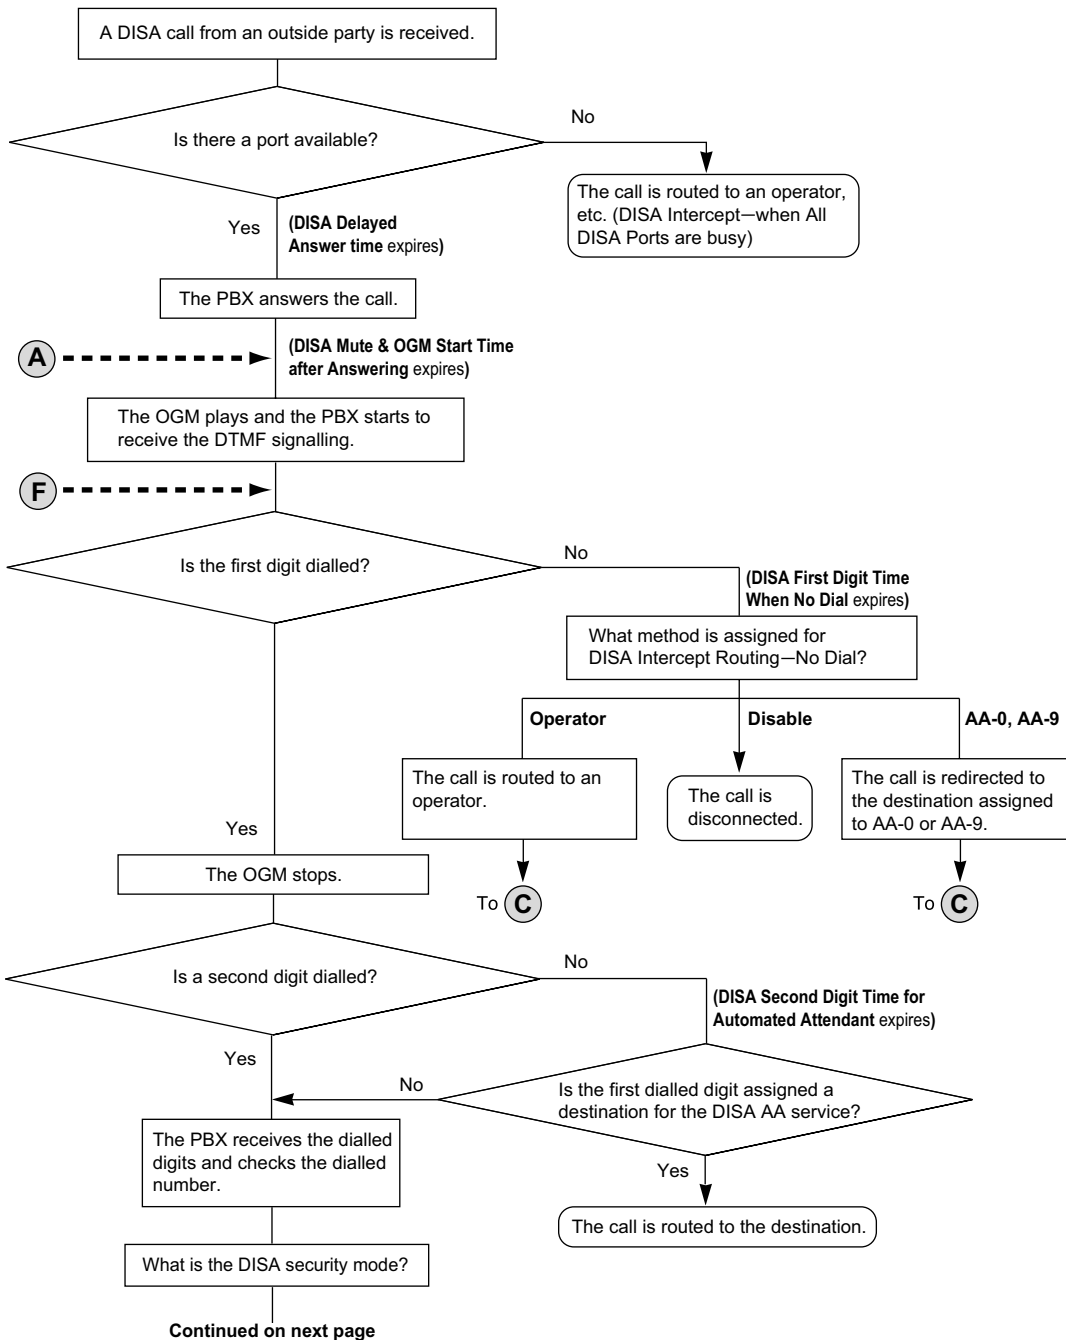 A DISA call from an outside party is received.
Is there a port available?
No
The call is routed to an operator,
etc. (DISA Intercept—when All
DISA Ports are busy)
Yes
(DISA Delayed
Answer time expires)
The PBX answers the call.
A
(DISA Mute & OGM Start Time
after Answering expires)
The OGM plays and the PBX starts to
receive the DTMF signalling.
F
Is the first digit dialled?
No
(DISA First Digit Time
When No Dial expires)
What method is assigned for
DISA Intercept Routing—No Dial?
Operator
Disable
AA-0, AA-9
The call is routed to an
operator.
The call is
disconnected.
The call is redirected to
the destination assigned
to AA-0 or AA-9.
Yes
The OGM stops.
To C
To C
Is a second digit dialled?
No
(DISA Second Digit Time for
Automated Attendant expires)
Yes
No
Is the first dialled digit assigned a
destination for the DISA AA service?
The PBX receives the dialled
digits and checks the dialled
number.
Yes
The call is routed to the destination.
What is the DISA security mode?
Continued on next page